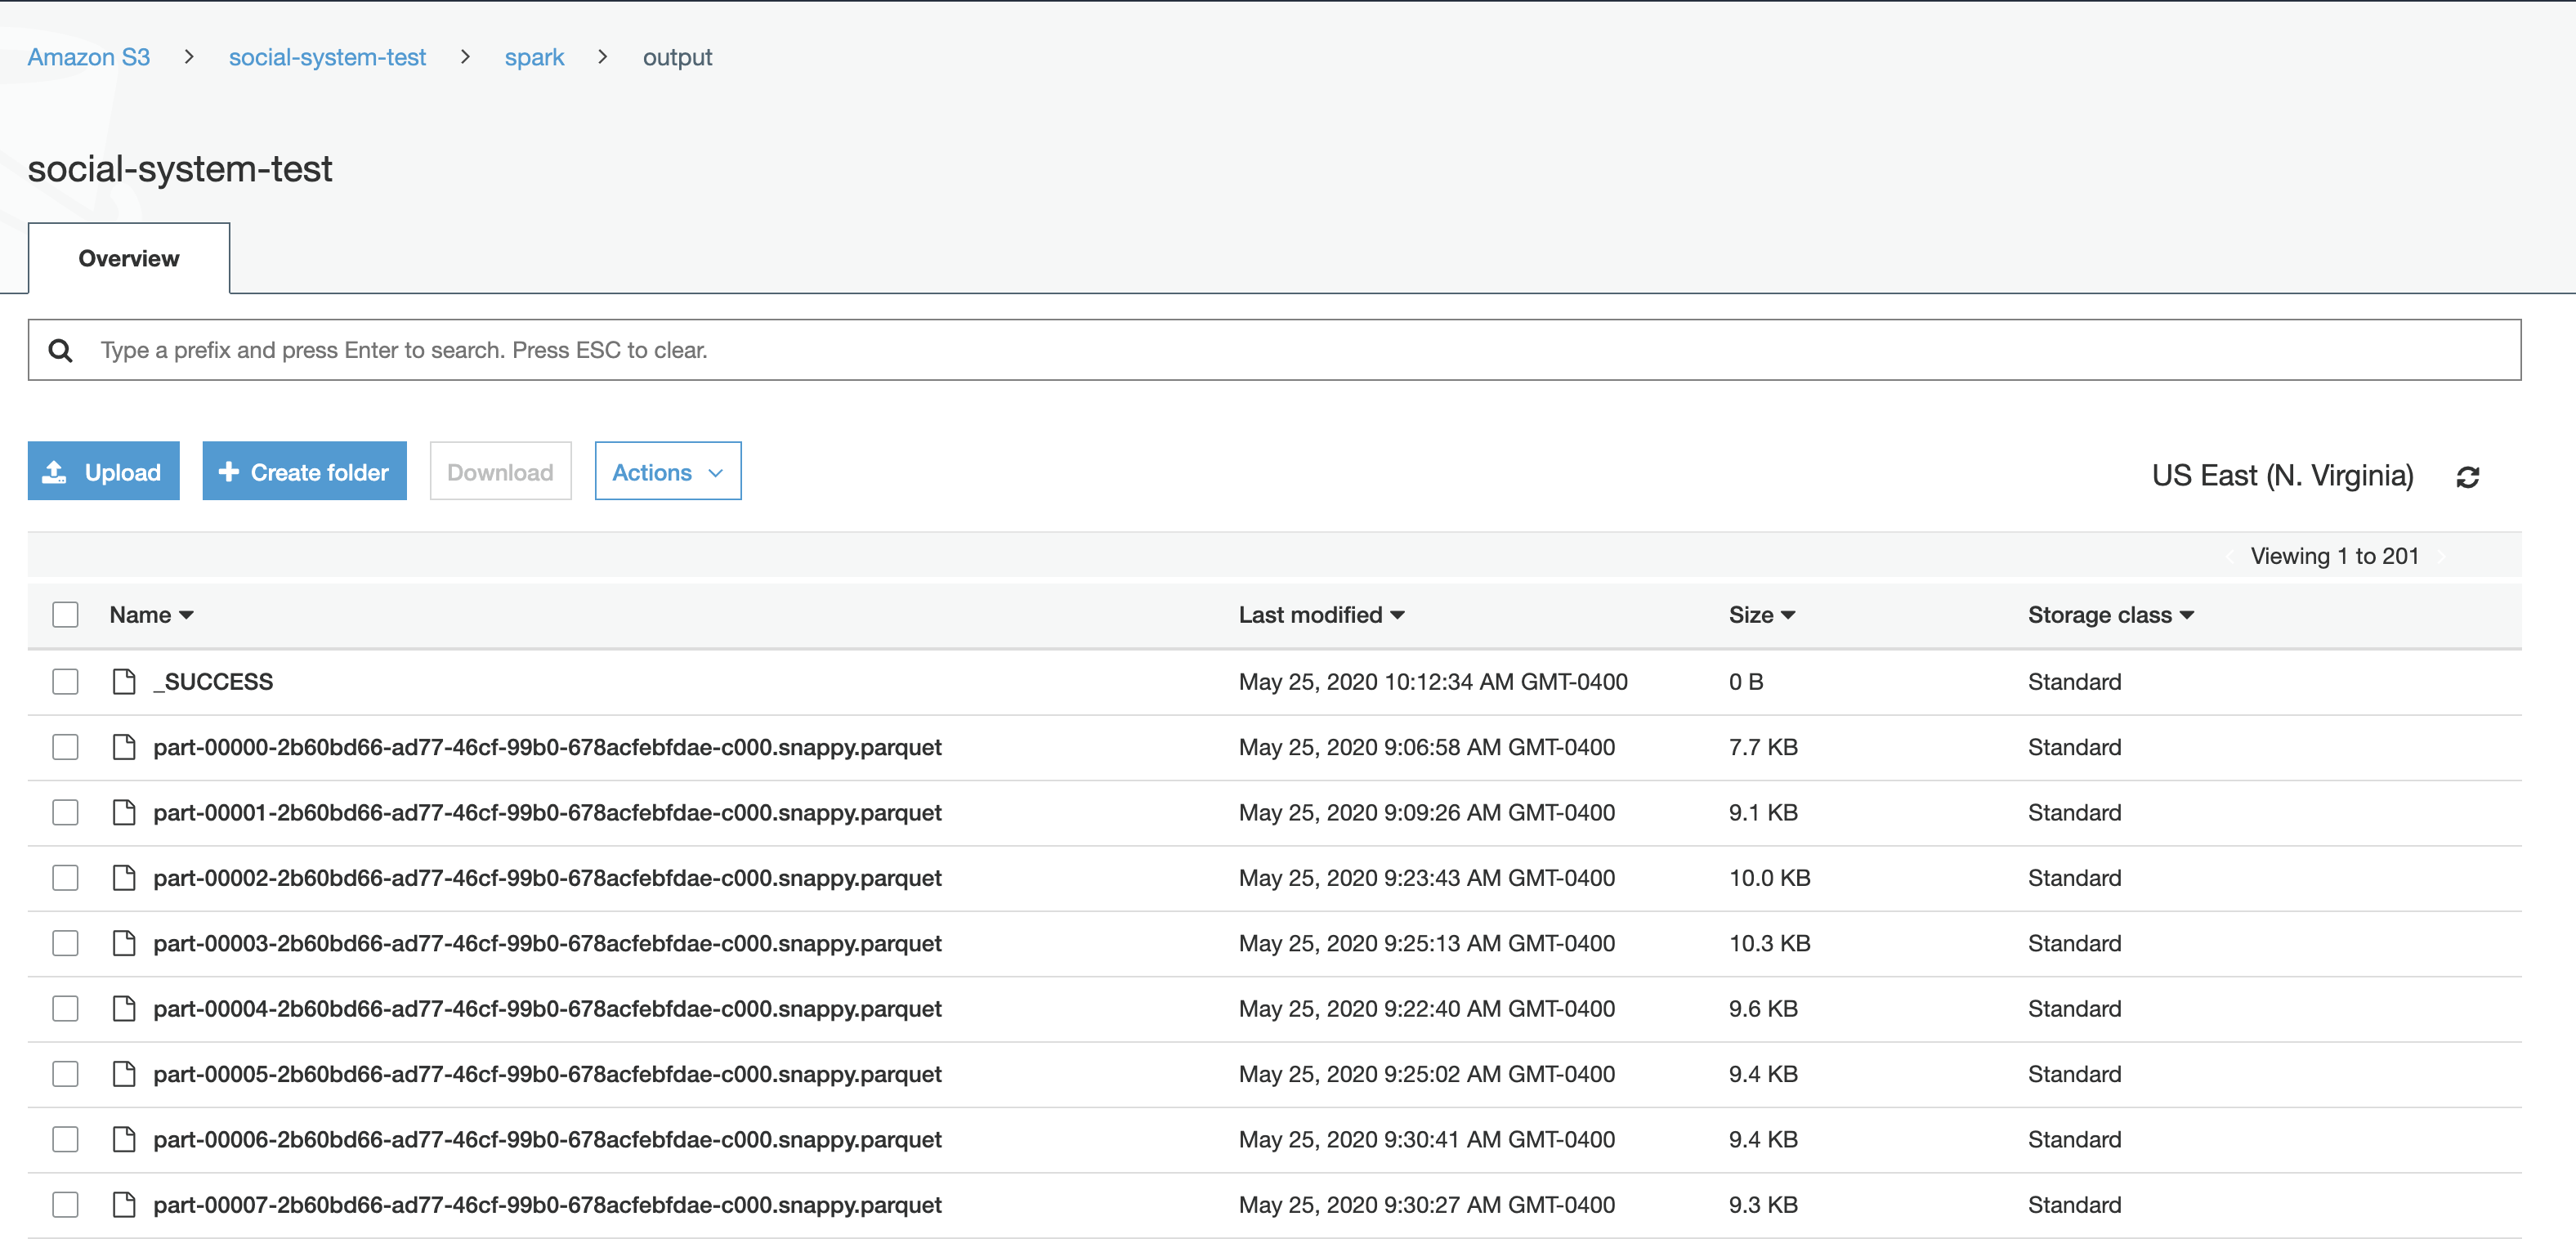 Amazon S3 > social-system-test > spark > output
social-system-test
Overview
Type a prefix and press Enter to search. Press ESC to clear.
Upload + Create folder Download Actions US East (N. Virginia)
Viewing 1 to 201
Name Last modified Size Storage class
_SUCCESS May 25, 2020 10:12:34 AM GMT-0400 0 B Standard
part-00000-2b60bd66-ad77-46cf-99b0-678acfebfdae-c000.snappy.parquet May 25, 2020 9:06:58 AM GMT-0400 7.7 KB Standard
part-00001-2b60bd66-ad77-46cf-99b0-678acfebfdae-c000.snappy.parquet May 25, 2020 9:09:26 AM GMT-0400 9.1 KB Standard
part-00002-2b60bd66-ad77-46cf-99b0-678acfebfdae-c000.snappy.parquet May 25, 2020 9:23:43 AM GMT-0400 10.0 KB Standard
part-00003-2b60bd66-ad77-46cf-99b0-678acfebfdae-c000.snappy.parquet May 25, 2020 9:25:13 AM GMT-0400 10.3 KB Standard
part-00004-2b60bd66-ad77-46cf-99b0-678acfebfdae-c000.snappy.parquet May 25, 2020 9:22:40 AM GMT-0400 9.6 KB Standard
part-00005-2b60bd66-ad77-46cf-99b0-678acfebfdae-c000.snappy.parquet May 25, 2020 9:25:02 AM GMT-0400 9.4 KB Standard
part-00006-2b60bd66-ad77-46cf-99b0-678acfebfdae-c000.snappy.parquet May 25, 2020 9:30:41 AM GMT-0400 9.4 KB Standard
part-00007-2b60bd66-ad77-46cf-99b0-678acfebfdae-c000.snappy.parquet May 25, 2020 9:30:27 AM GMT-0400 9.3 KB Standard